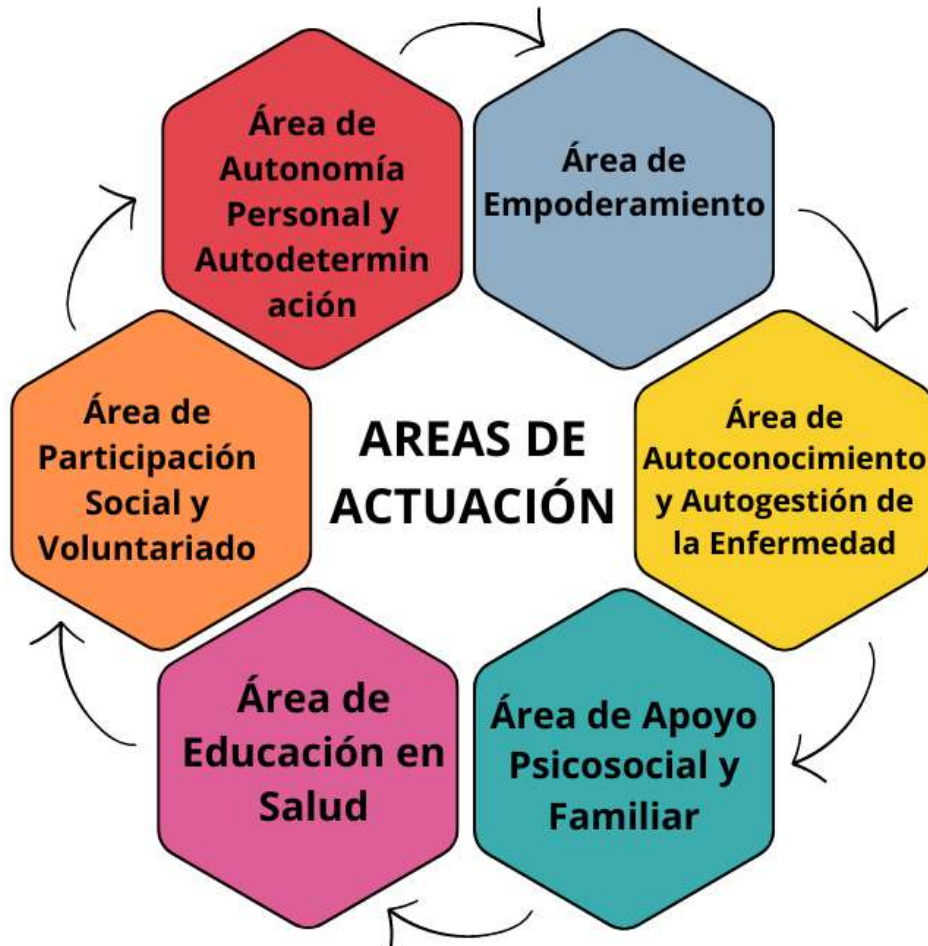 Área de
Autonomía
Personal y
Autodetermin
ación
Área de
Empoderamiento
Área de
Autoconocimiento
y Autogestión de
la Enfermedad
Área de Apoyo
Psicosocial y
Familiar
Área de
Educación en
Salud
Área de
Participación
Social y
Voluntariado
AREAS DE
ACTUACIÓN